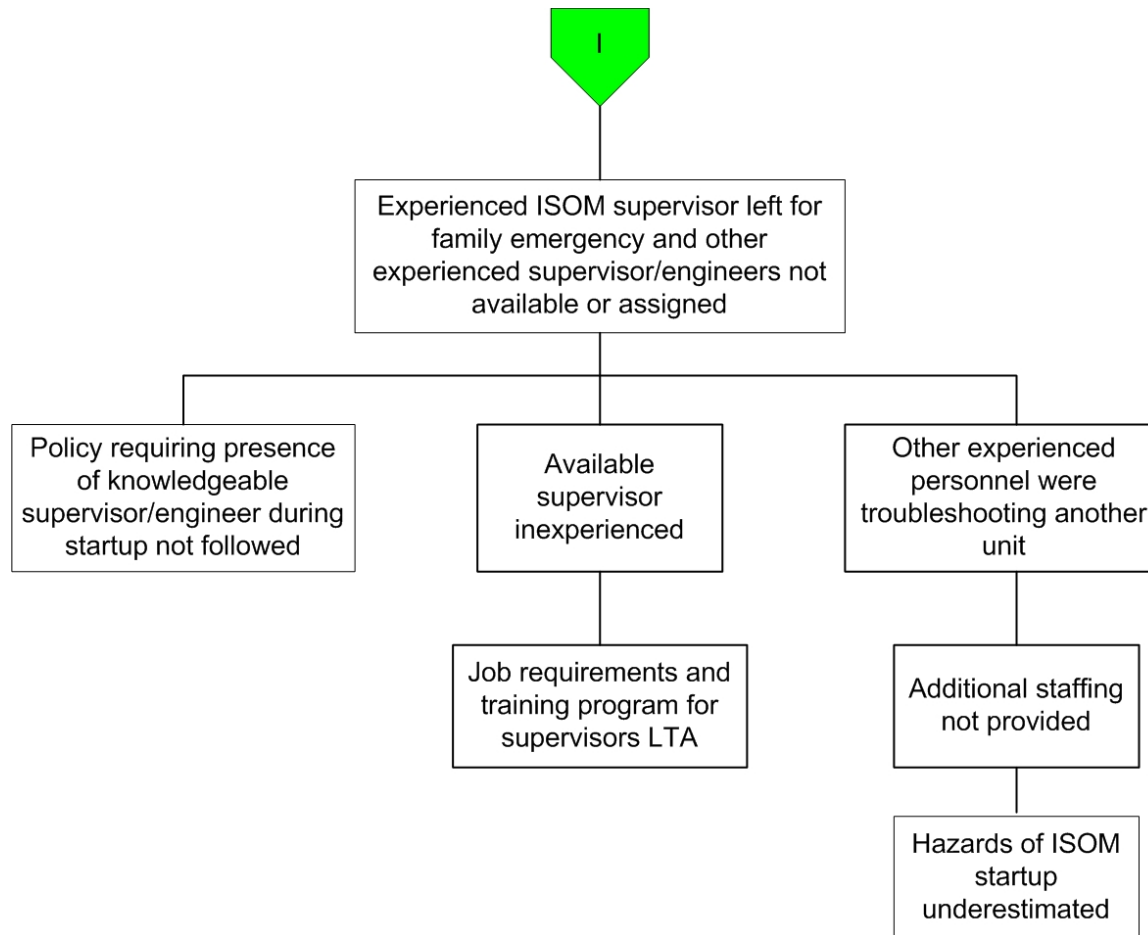 I
Experienced ISOM supervisor left for
family emergency and other
experienced supervisor/engineers not
available or assigned
Policy requiring presence
of knowledgeable
supervisor/engineer during
startup not followed
Available
supervisor
inexperienced
Other experienced
personnel were
troubleshooting another
unit
Job requirements and
training program for
supervisors LTA
Additional staffing
not provided
Hazards of ISOM
startup
underestimated